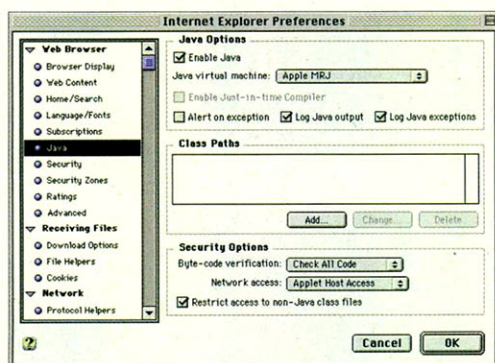 Internet Explorer Preferences
Web Browser
Browser Display
Web Content
Home/Search
Language/Fonts
Subscriptions
Java
Security
Security Zones
Ratings
Advanced
Receiving Files
Download Options
File Helpers
Cookies
Network
Protocol Helpers
Java Options
Enable Java
Java virtual machine: Apple MRJ
Enable Just-in-time Compiler
Alert on exception Log Java output Log Java exceptions
Class Paths
Add... Change... Delete
Security Options
Byte-code verification: Check All Code
Network access: Applet Host Access
Restrict access to non-Java class files
?
Cancel OK